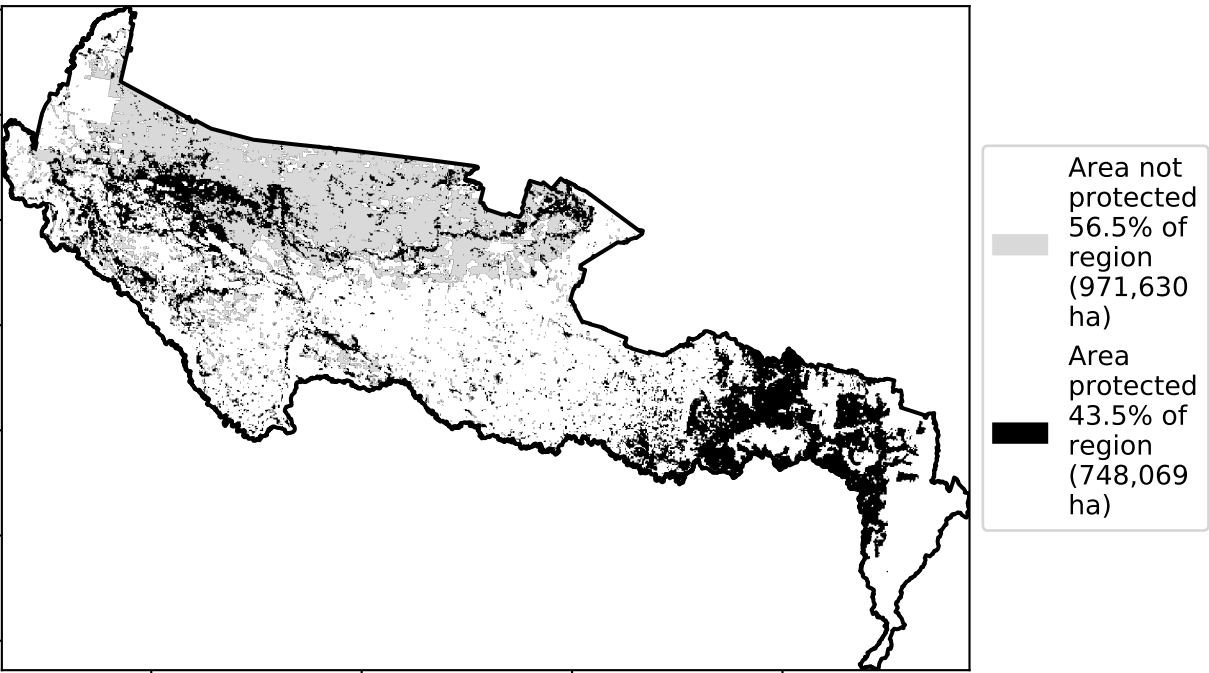 Area not
protected
56.5% of
region
(971,630
ha)
Area
protected
43.5% of
region
(748,069
ha)